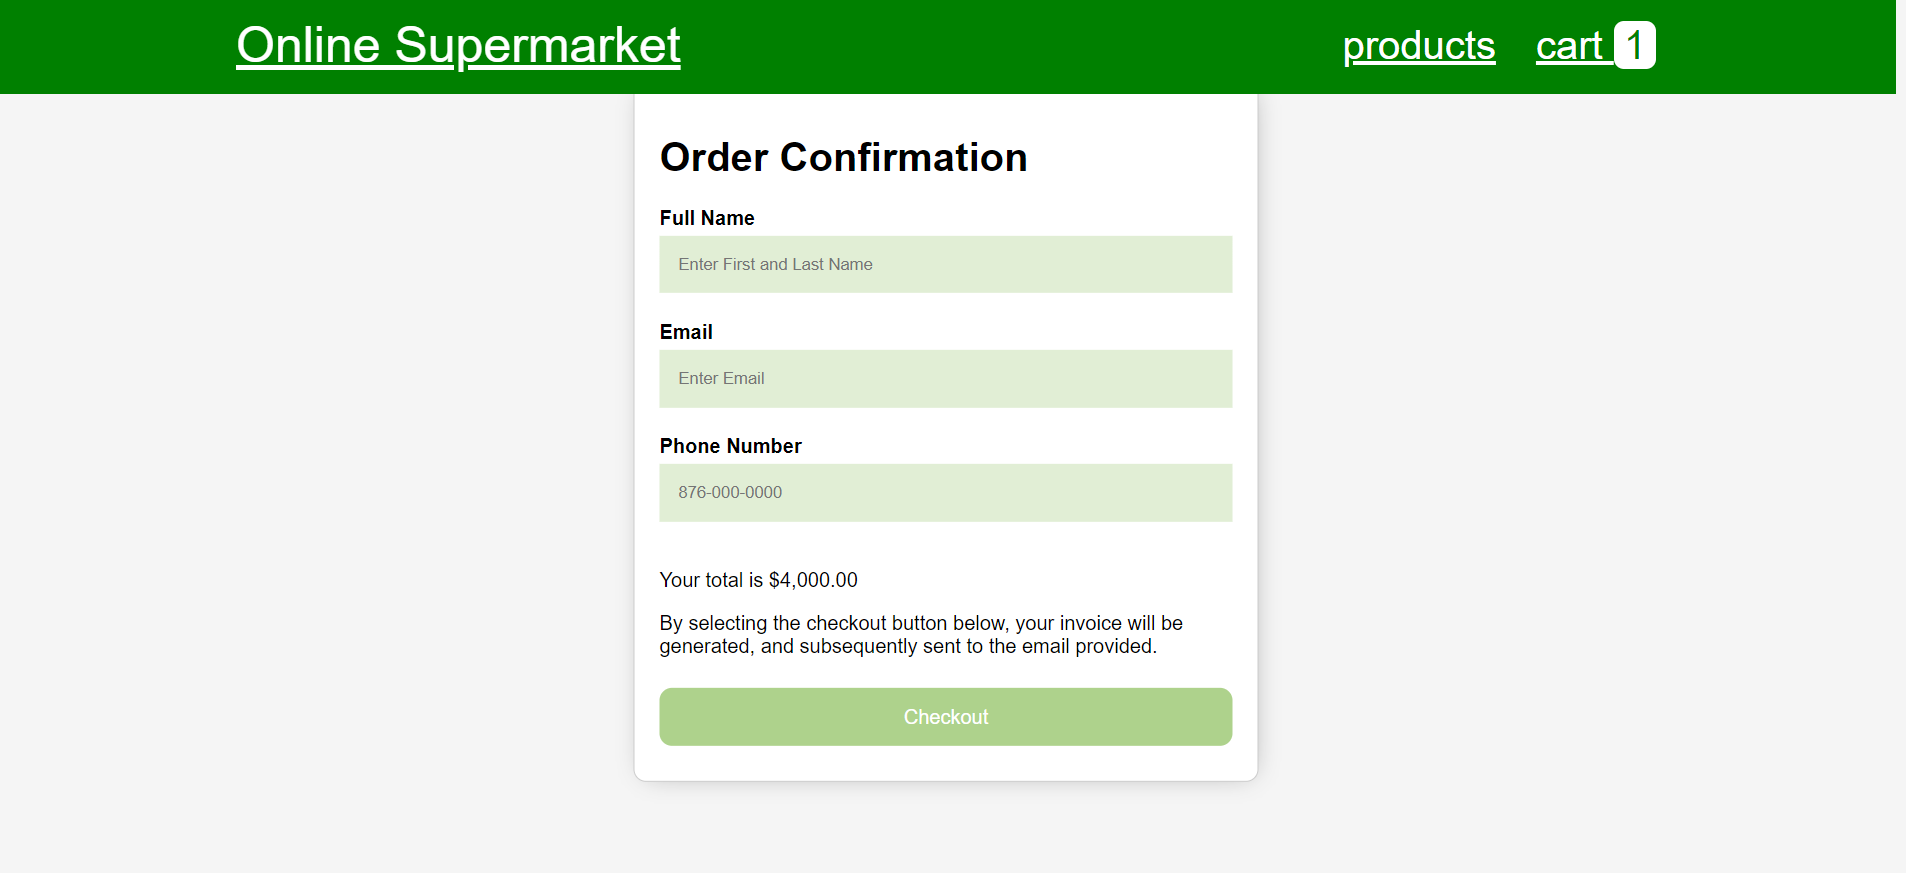 Online Supermarket products cart 1
Order Confirmation
Full Name
Enter First and Last Name
Email
Enter Email
Phone Number
876-000-0000
Your total is $4,000.00
By selecting the checkout button below, your invoice will be
generated, and subsequently sent to the email provided.
Checkout